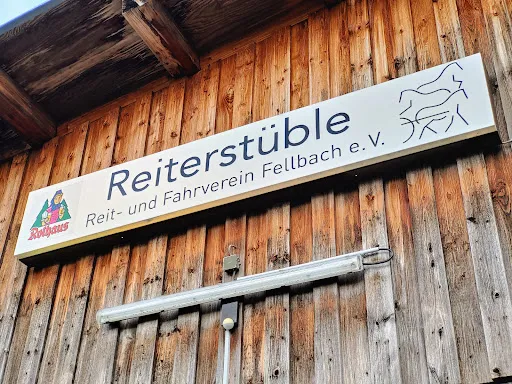 Reiterstüble
Reit- und Fahrverein Fellbach e.V.
Rothaus